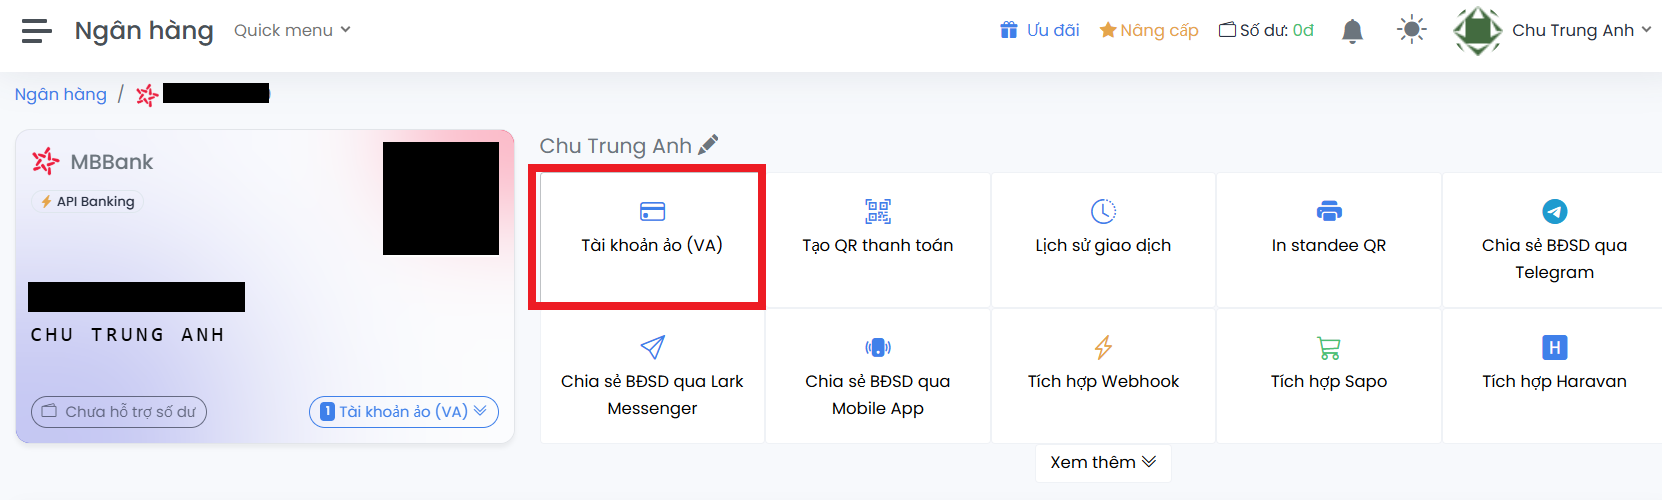 Ngân hàng
Quick menu
Ưu đãi
Nâng cấp
Số dư: 0đ
Chu Trung Anh
Ngân hàng /
MBBank
API Banking
CHU TRUNG ANH
Chưa hỗ trợ số dư
1 Tài khoản ảo (VA)
Chu Trung Anh
Tài khoản ảo (VA)
Tạo QR thanh toán
Lịch sử giao dịch
In standee QR
Chia sẻ BĐSD qua
Telegram
Chia sẻ BĐSD qua Lark
Messenger
Chia sẻ BĐSD qua
Mobile App
Tích hợp Webhook
Tích hợp Sapo
H
Tích hợp Haravan
Xem thêm